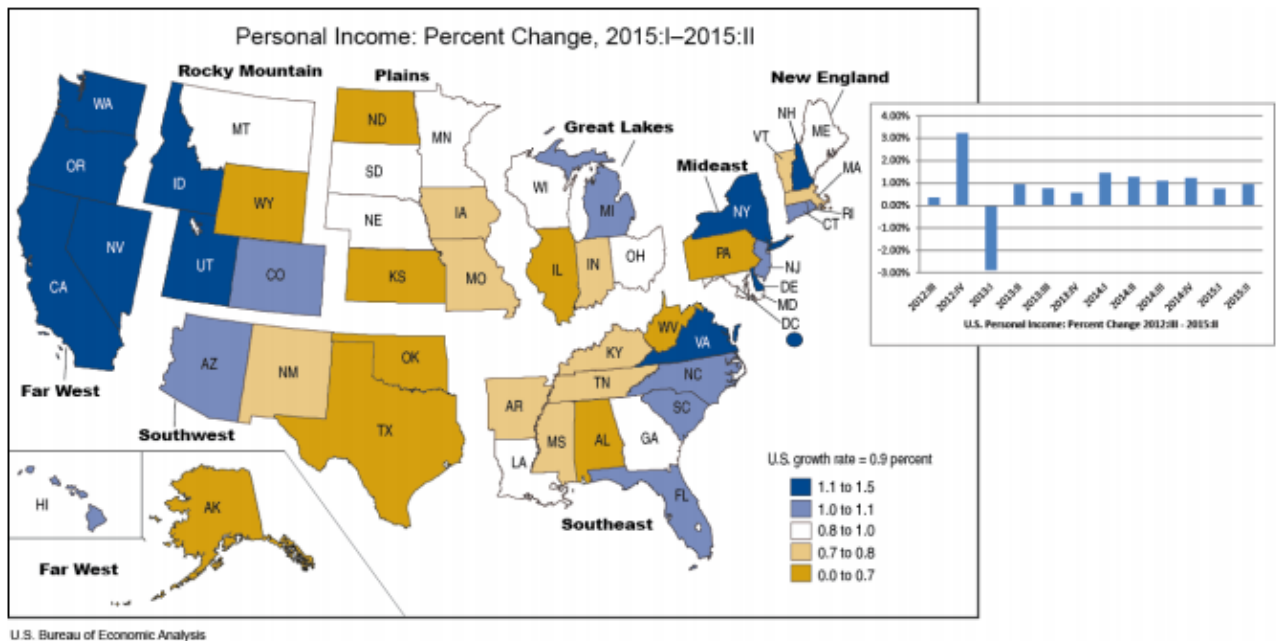 Personal Income: Percent Change, 2015:I–2015:II
Rocky Mountain
Plains
New England
Great Lakes
Mideast
WA
OR
CA
NV
ID
MT
WY
UT
CO
ND
SD
NE
KS
MN
IA
MO
WI
MI
IL
IN
OH
NH
VT
ME
MA
RI
CT
NY
PA
NJ
DE
MD
DC
AZ
NM
OK
TX
WV
VA
KY
TN
NC
SC
AR
MS
AL
GA
LA
FL
Far West
Southwest
Southeast
HI
AK
Far West
U.S. growth rate = 0.9 percent
1.1 to 1.5
1.0 to 1.1
0.8 to 1.0
0.7 to 0.8
0.0 to 0.7
4.00%
3.00%
2.00%
1.00%
0.00%
-1.00%
-2.00%
-3.00%
2012:III
2012:IV
2013:I
2013:II
2013:III
2013:IV
2014:I
2014:II
2014:III
2014:IV
2015:I
2015:II
U.S. Personal Income: Percent Change 2012:III - 2015:II
U.S. Bureau of Economic Analysis